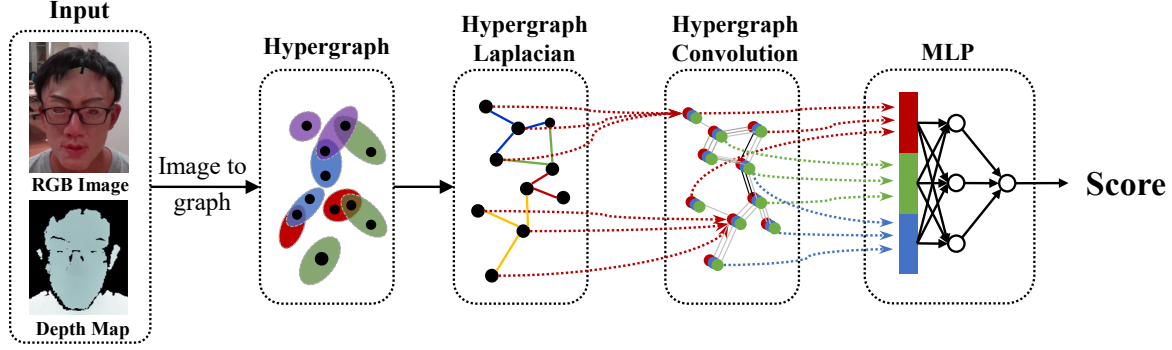 Input
RGB Image
Depth Map
Image to
graph
Hypergraph
Hypergraph
Laplacian
Hypergraph
Convolution
MLP
Score